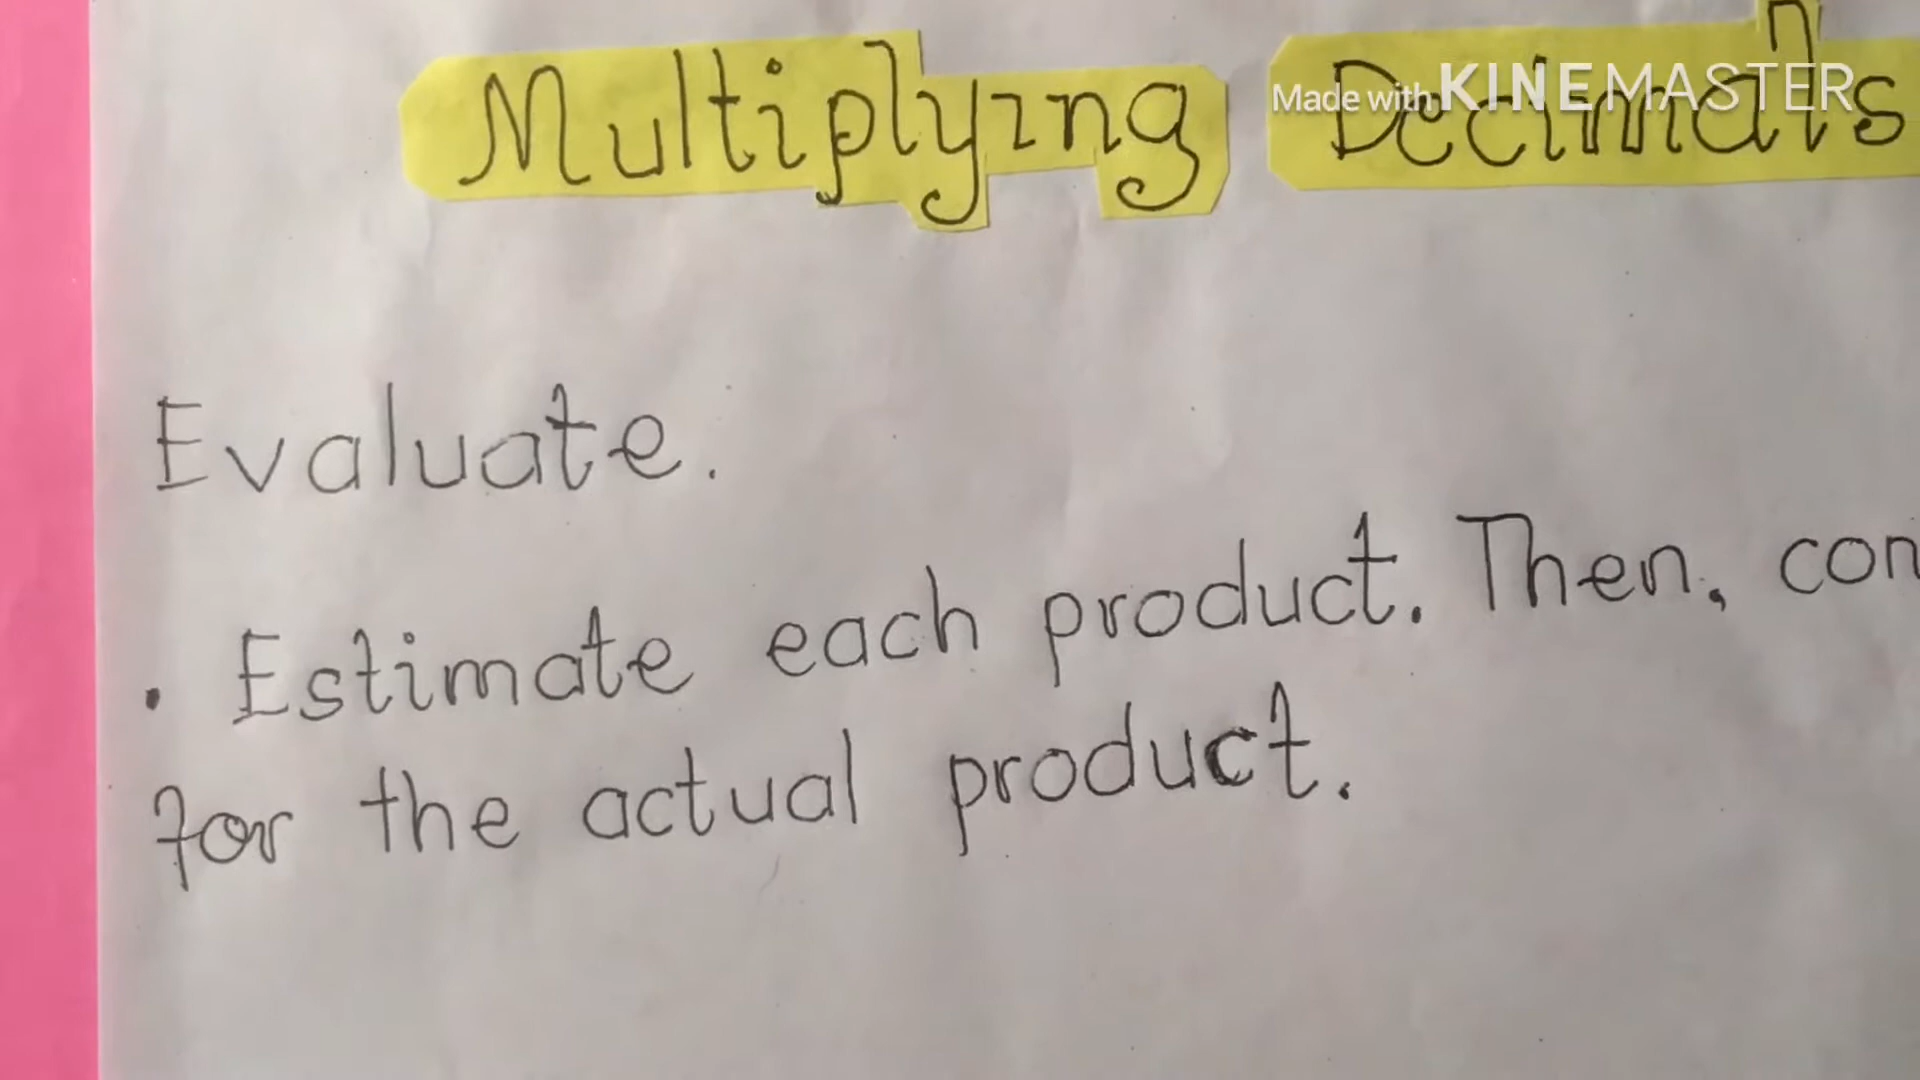 Multiplying Decimals
Made with KINEMASTER
Evaluate.
. Estimate each product. Then, con
for the actual product.